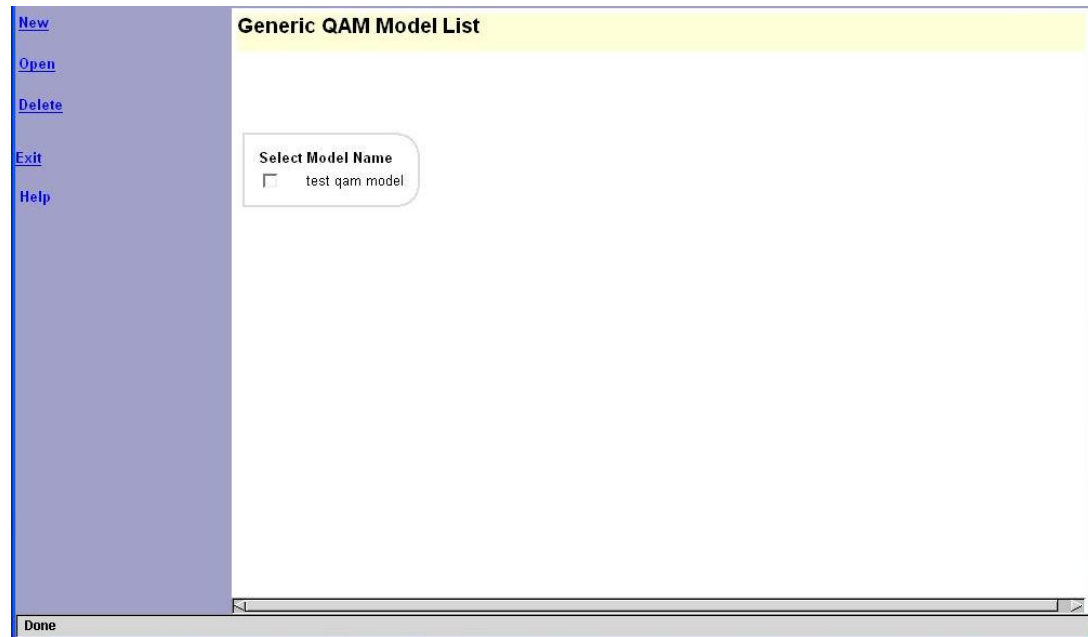 New
Open
Delete
Exit
Help
Generic QAM Model List
Select Model Name
test qam model
Done